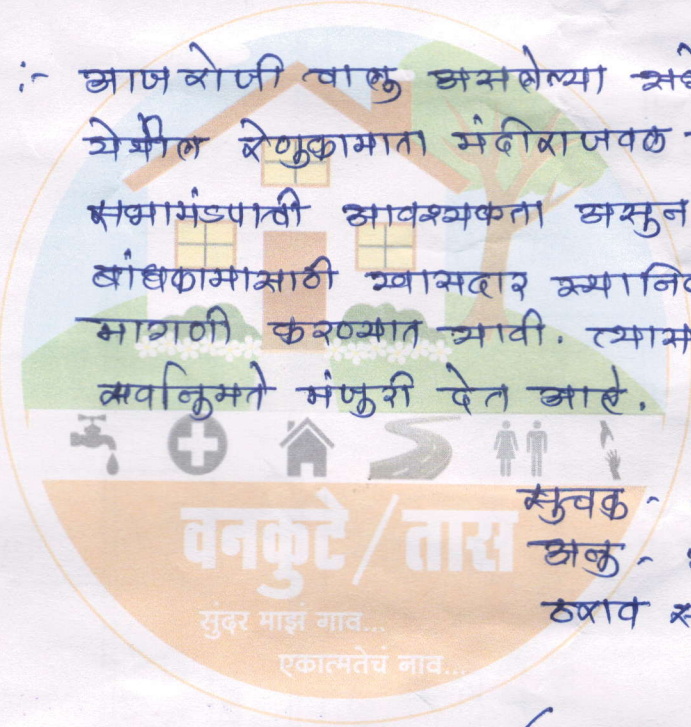 :- आज रोजी चालु असलेल्या
येथील रेणुकामाता मंदीराजवळ
सभामंडपाची आवश्यकता असुन
बांधकामासाठी खासदार
मागणी करण्यात यावी. त्यास
सर्वानुमते मंजुरी देत आहे.
सुचक -
अनु -
ठराव
वनकुटे / तास
सुंदर माझं गाव...
एकात्मतेचं नाव...